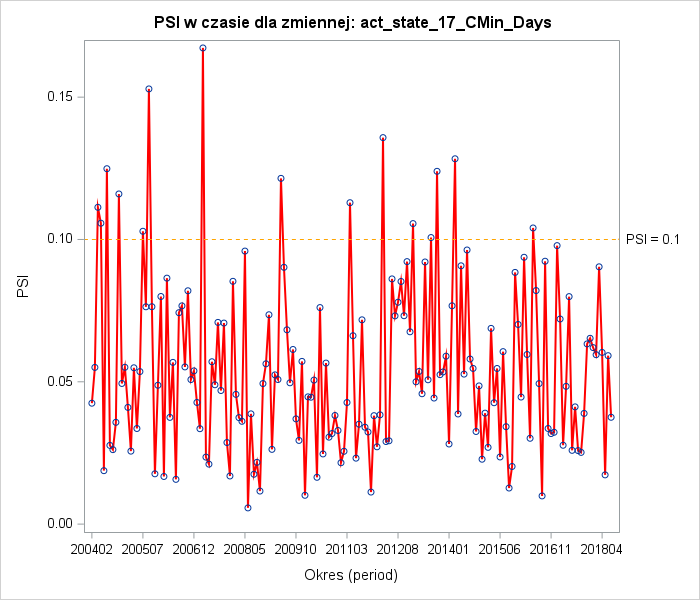 PSI w czasie dla zmiennej: act_state_17_CMin_Days
0.15
0.10
0.05
0.00
PSI
PSI = 0.1
200402 200507 200612 200805 200910 201103 201208 201401 201506 201611 201804
Okres (period)